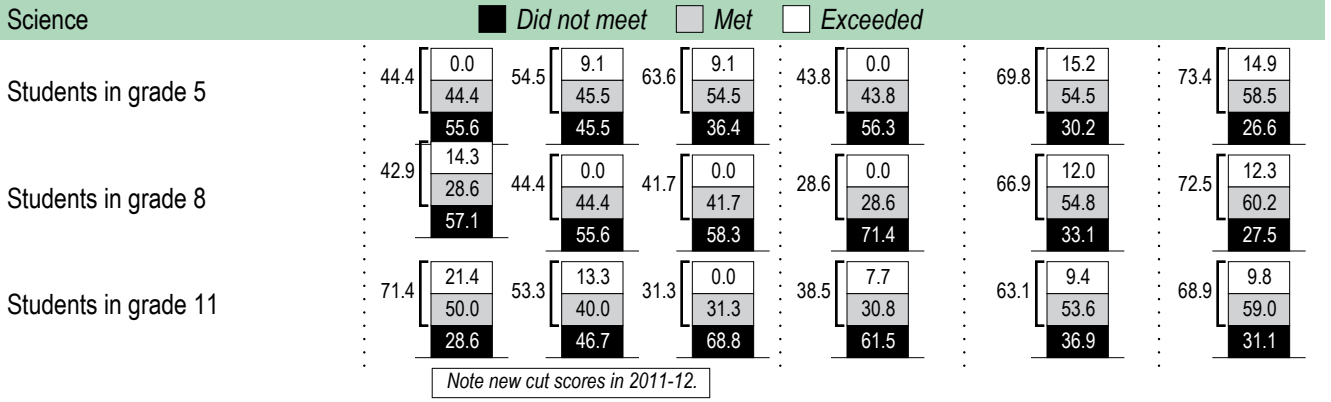 Science Did not meet Met Exceeded
0.0 9.1 9.1 0.0 15.2 14.9
44.4 54.5 63.6 43.8 69.8 73.4
Students in grade 5 44.4 45.5 54.5 43.8 54.5 58.5
55.6 45.5 36.4 56.3 30.2 26.6
14.3 0.0 0.0 0.0 12.0 12.3
42.9 44.4 41.7 28.6 66.9 72.5
Students in grade 8 28.6 44.4 41.7 28.6 54.8 60.2
57.1 55.6 58.3 71.4 33.1 27.5
21.4 13.3 0.0 7.7 9.4 9.8
71.4 53.3 31.3 38.5 63.1 68.9
Students in grade 11 50.0 40.0 31.3 30.8 53.6 59.0
28.6 46.7 68.8 61.5 36.9 31.1
Note new cut scores in 2011-12.